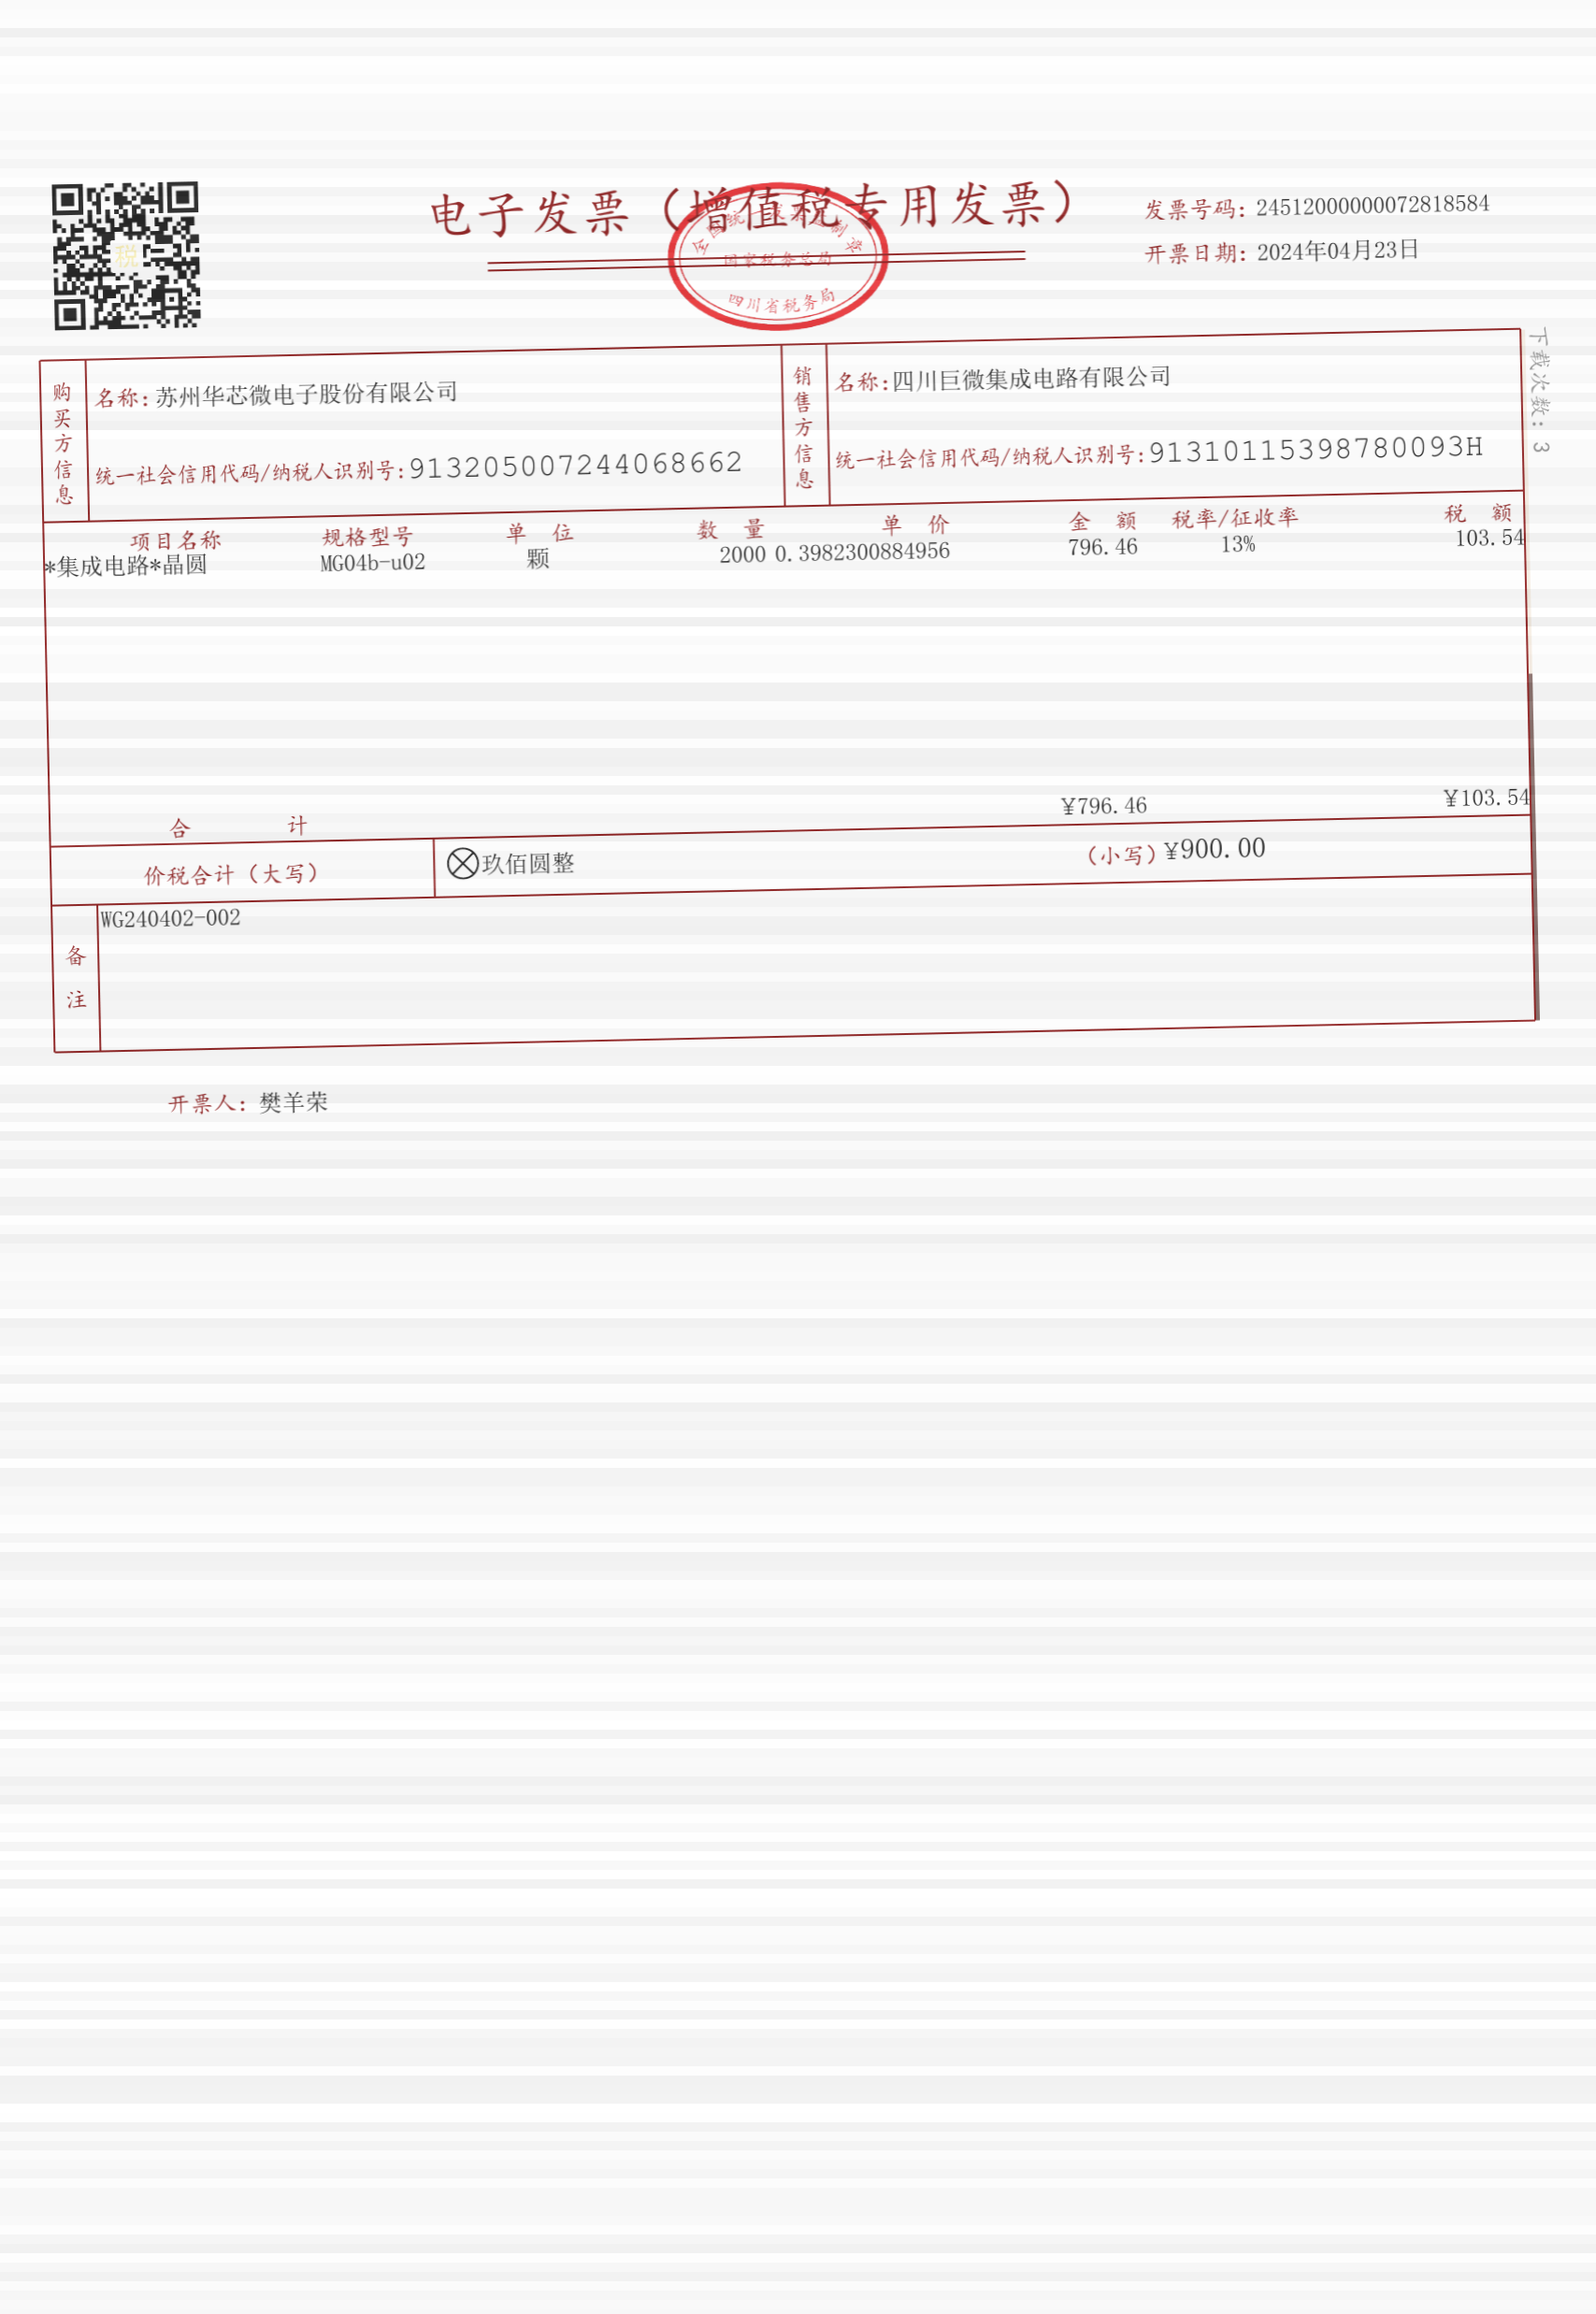 电子发票（增值税专用发票）
税
全国统一发票监制章
国家税务总局
四川省税务局
发票号码：24512000000072818584
开票日期：2024年04月23日
下载次数：3
购买方信息
名称：苏州华芯微电子股份有限公司
统一社会信用代码/纳税人识别号：913205007244068662
销售方信息
名称：四川巨微集成电路有限公司
统一社会信用代码/纳税人识别号：91310115398780093H
项目名称 规格型号 单位 数量 单价 金额 税率/征收率 税额
*集成电路*晶圆 MG04b-u02 颗 2000 0.3982300884956 796.46 13% 103.54
合计 ¥796.46 ¥103.54
价税合计（大写） ⊗玖佰圆整 （小写）¥900.00
备注
WG240402-002
开票人：樊羊荣